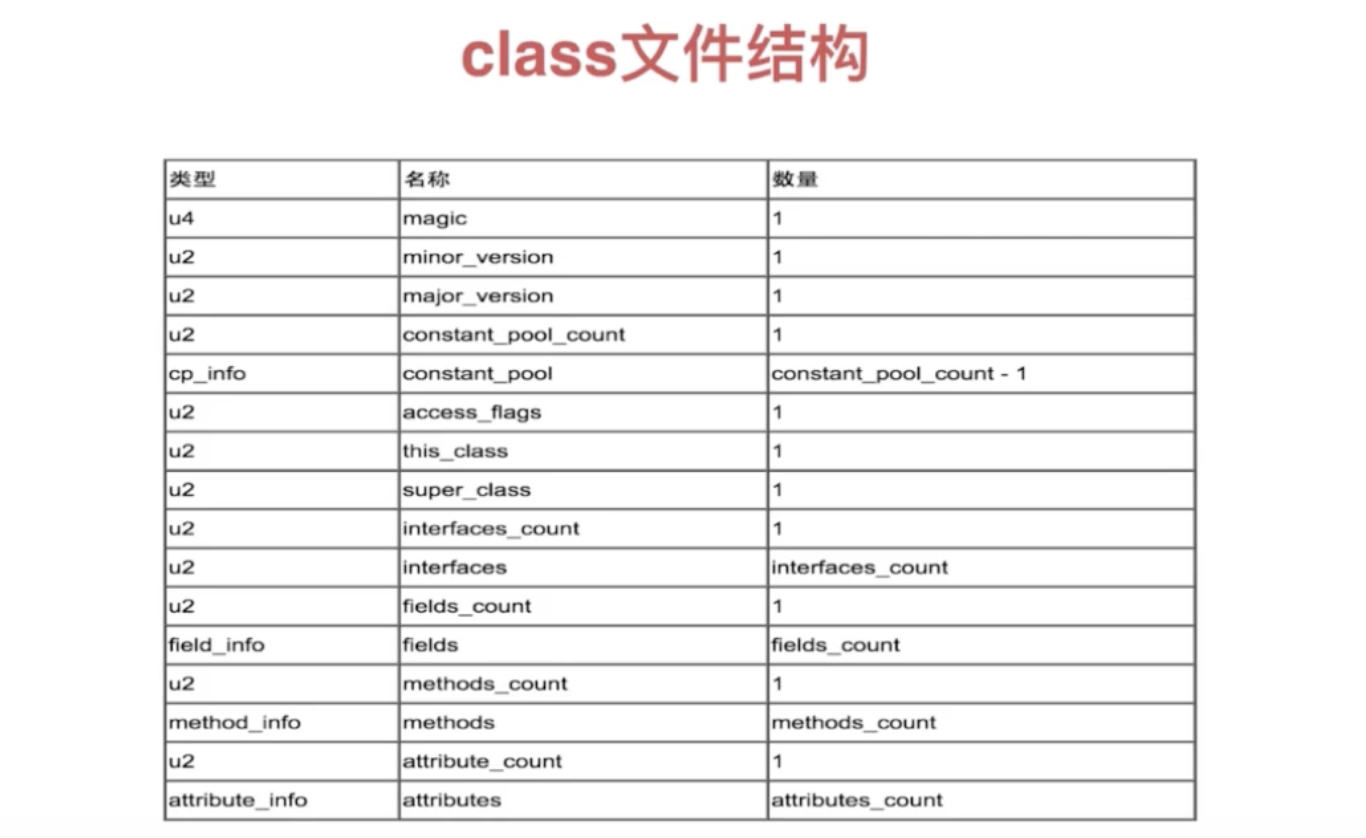 class文件结构
类型 名称 数量
u4 magic 1
u2 minor_version 1
u2 major_version 1
u2 constant_pool_count 1
cp_info constant_pool constant_pool_count - 1
u2 access_flags 1
u2 this_class 1
u2 super_class 1
u2 interfaces_count 1
u2 interfaces interfaces_count
u2 fields_count 1
field_info fields fields_count
u2 methods_count 1
method_info methods methods_count
u2 attribute_count 1
attribute_info attributes attributes_count